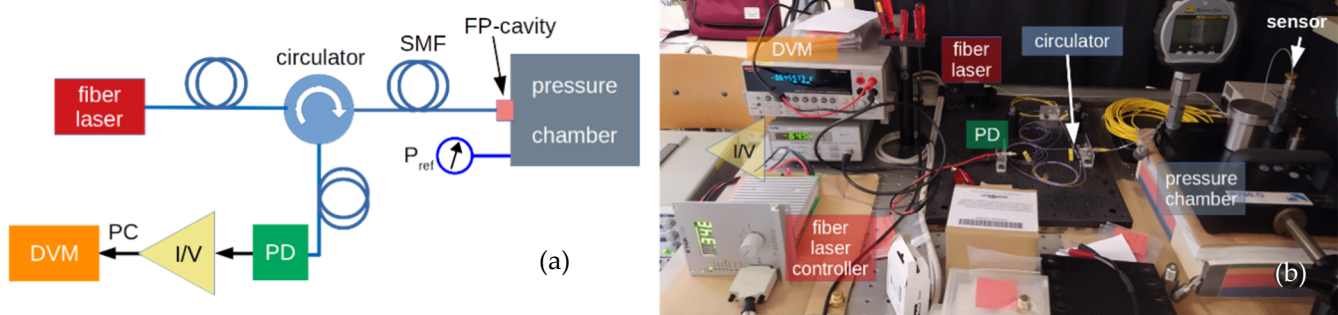 FP-cavity
circulator
SMF
fiber
laser
pressure
chamber
P ref
PC
DVM
I/V
PD
(a)
DVM
fiber
laser
circulator
sensor
I/V
PD
pressure
chamber
fiber
laser
controller
(b)